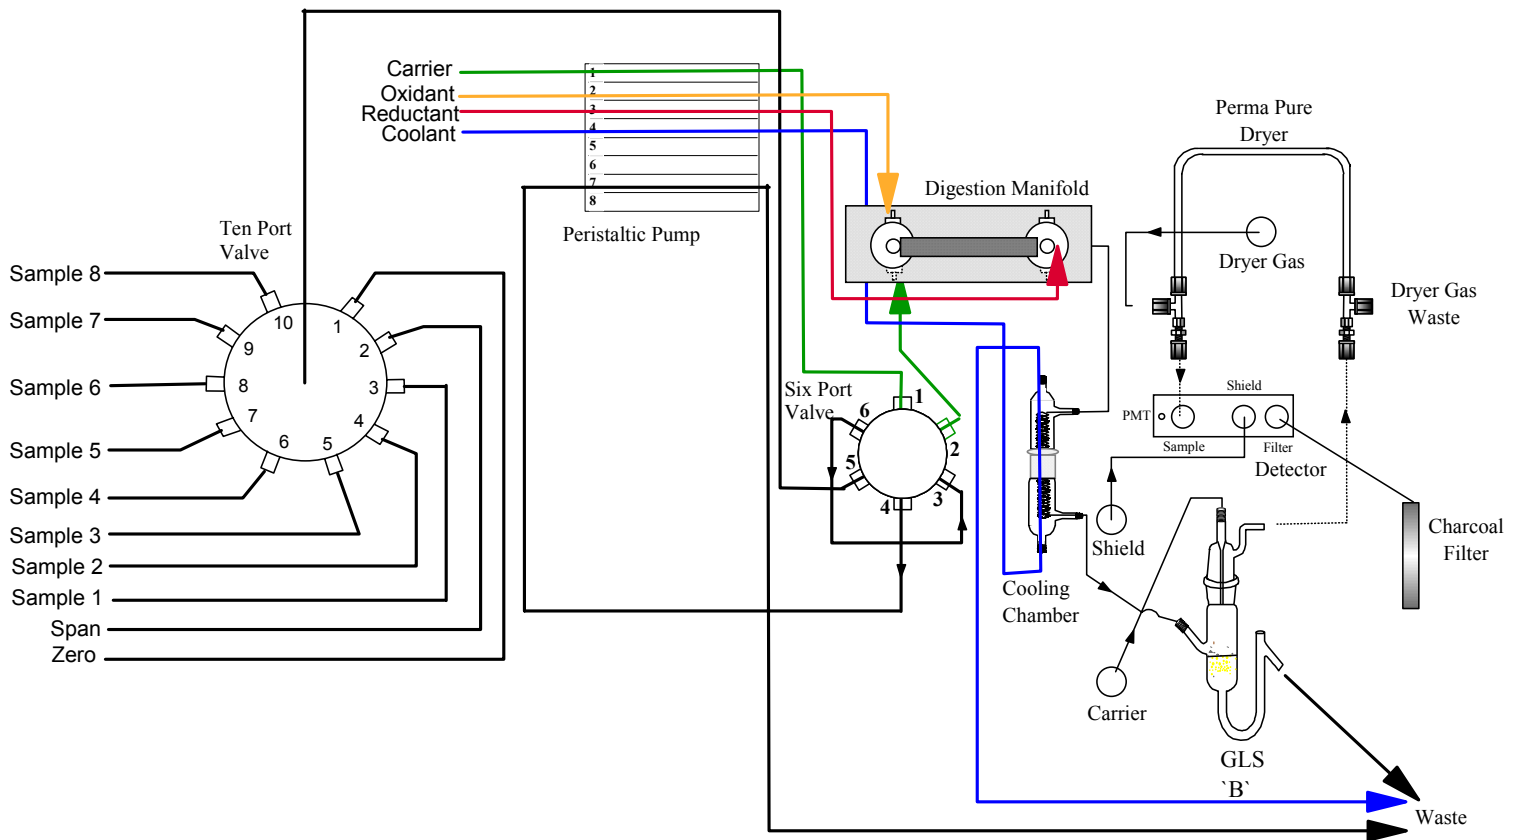 Carrier
Oxidant
Reductant
Coolant
1
2
3
4
5
6
7
8
Peristaltic Pump
Perma Pure
Dryer
Digestion Manifold
Dryer Gas
Dryer Gas
Waste
Ten Port
Valve
Sample 8
Sample 7
Sample 6
Sample 5
Sample 4
Sample 3
Sample 2
Sample 1
Span
Zero
10
1
9
2
8
3
7
4
6
5
Six Port
Valve
6
1
5
2
4
3
Shield
PMT
Sample
Filter
Detector
Shield
Cooling
Chamber
Charcoal
Filter
Carrier
GLS
`B`
Waste